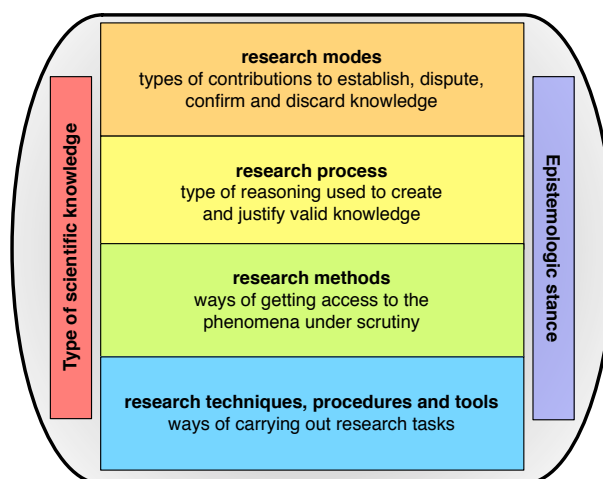 research modes
types of contributions to establish, dispute,
confirm and discard knowledge
Type of scientific knowledge
research process
type of reasoning used to create
and justify valid knowledge
research methods
ways of getting access to the
phenomena under scrutiny
Epistemologic stance
research techniques, procedures and tools
ways of carrying out research tasks